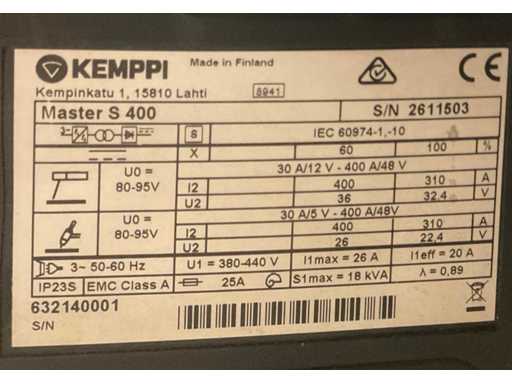 KEMPPI Made in Finland
Kempinkatu 1, 15810 Lahti 8941
CE
Master S 400 S/N 2611503
3~ S IEC 60974-1,-10
X 60 100 %
U0 = 80-95V 30 A/12 V - 400 A/48 V
I2 400 310 A
U2 36 32,4 V
U0 = 80-95V 30 A/5 V - 400 A/48V
I2 400 310 A
U2 26 22,4 V
3~ 50-60 Hz U1 = 380-440 V I1max = 26 A I1eff = 20 A
IP23S EMC Class A 25A S1max = 18 kVA λ = 0,89
632140001
S/N